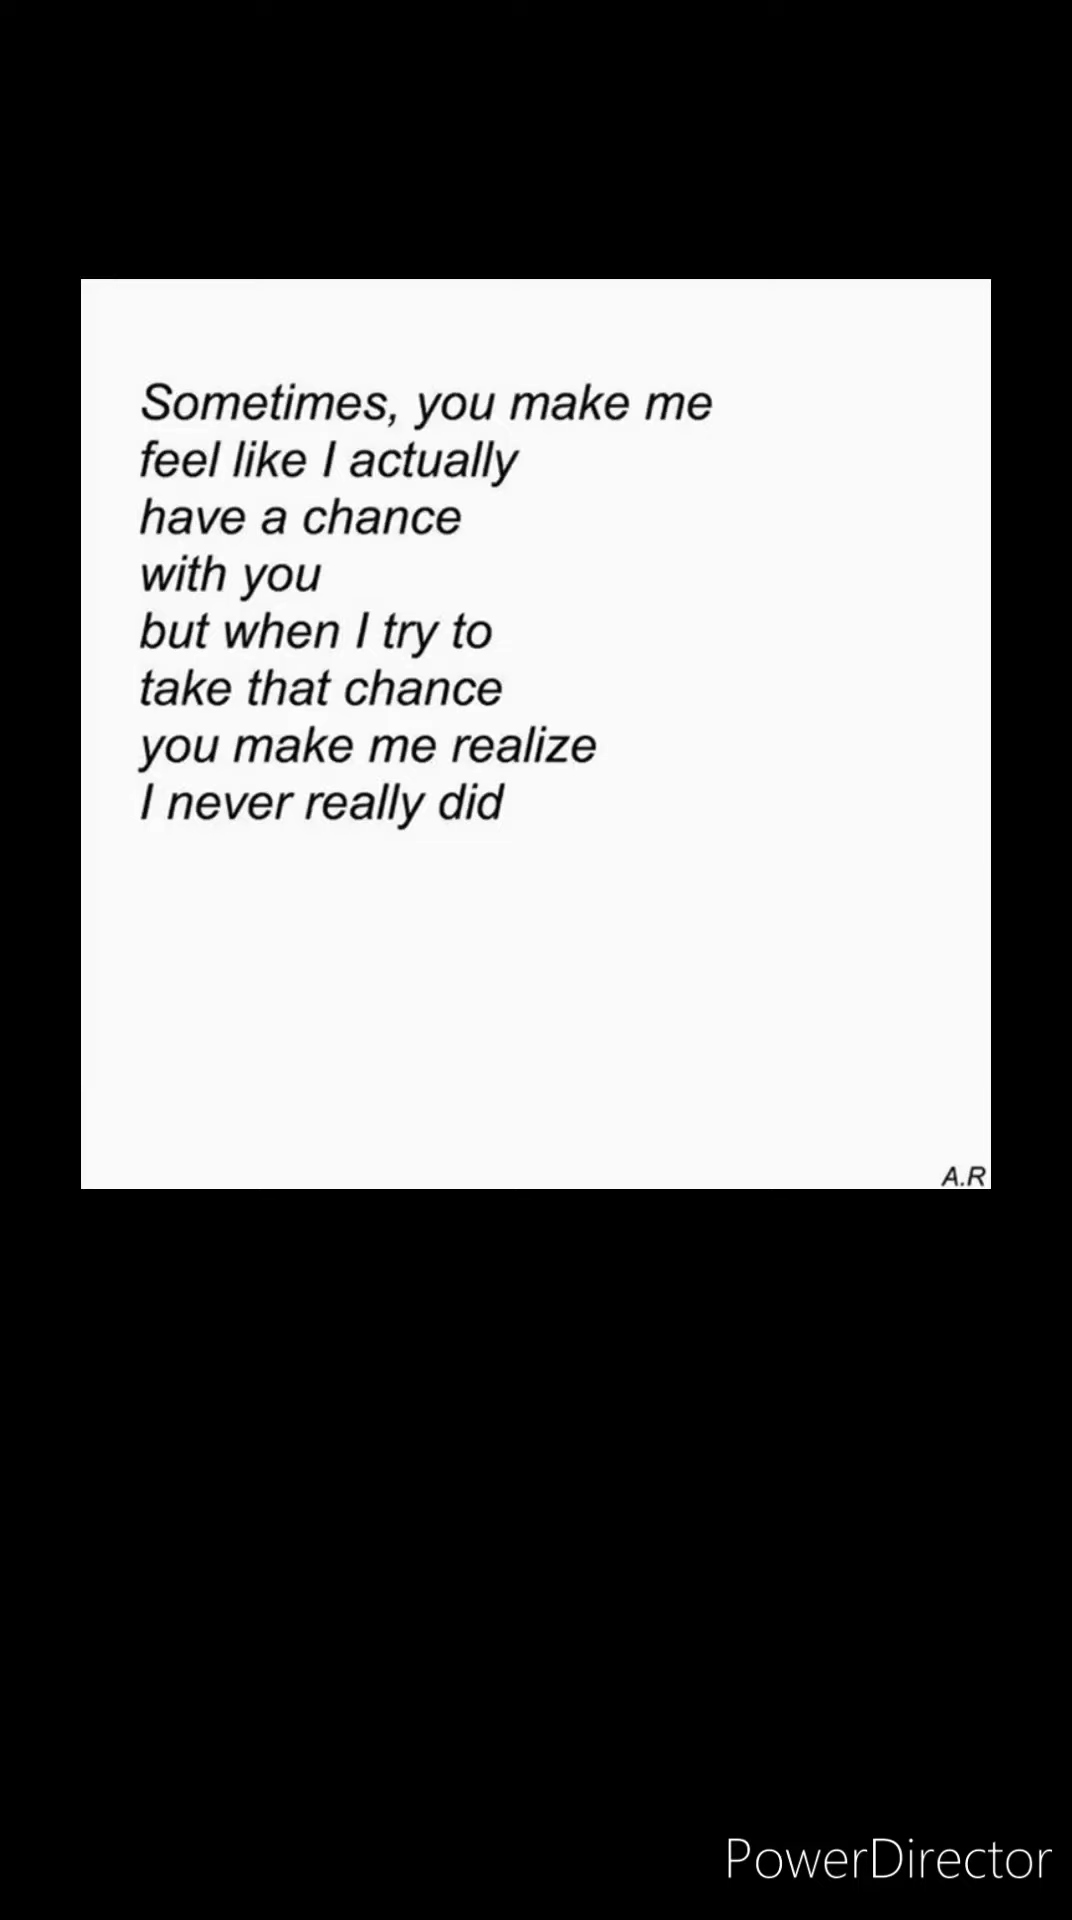 Sometimes, you make me
feel like I actually
have a chance
with you
but when I try to
take that chance
you make me realize
I never really did
A.R
PowerDirector